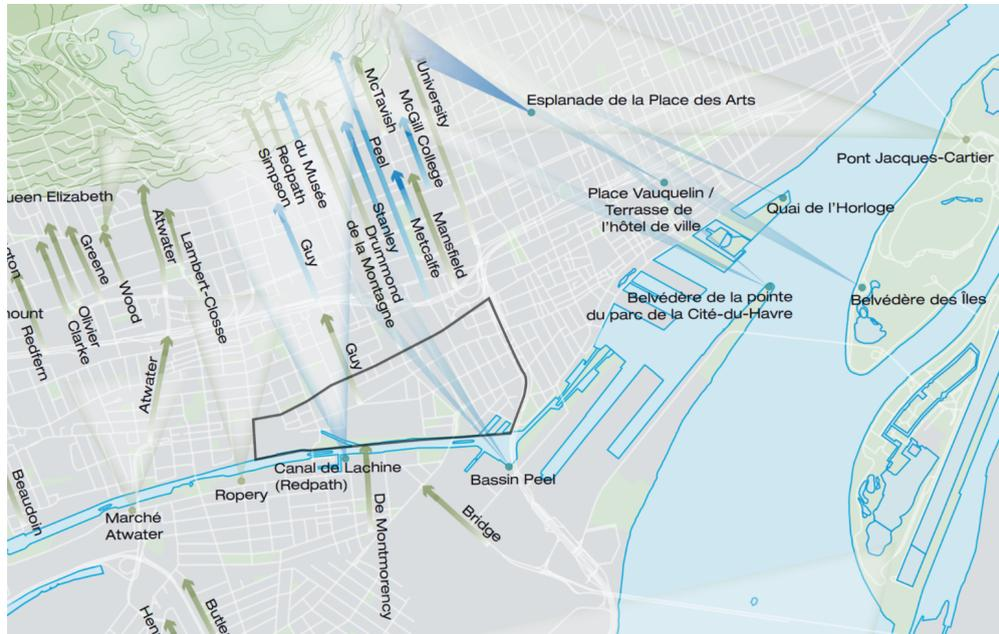 University
McTavish
McGill College
Peel
Esplanade de la Place des Arts
Pont Jacques-Cartier
du Musée
Redpath
Simpson
Place Vauquelin /
Terrasse de
l'hôtel de ville
Quai de l'Horloge
ueen Elizabeth
Atwater
Lambert-Closse
Greene
Wood
Guy
Stanley
Drummond
de la Montagne
Metcalfe
Mansfield
Belvédère de la pointe
du parc de la Cité-du-Havre
Belvédère des Îles
Olivier
Clarke
Redfern
Atwater
Guy
Canal de Lachine
(Redpath)
Bassin Peel
Ropery
Beaudoin
Marché
Atwater
De Montmorency
Bridge